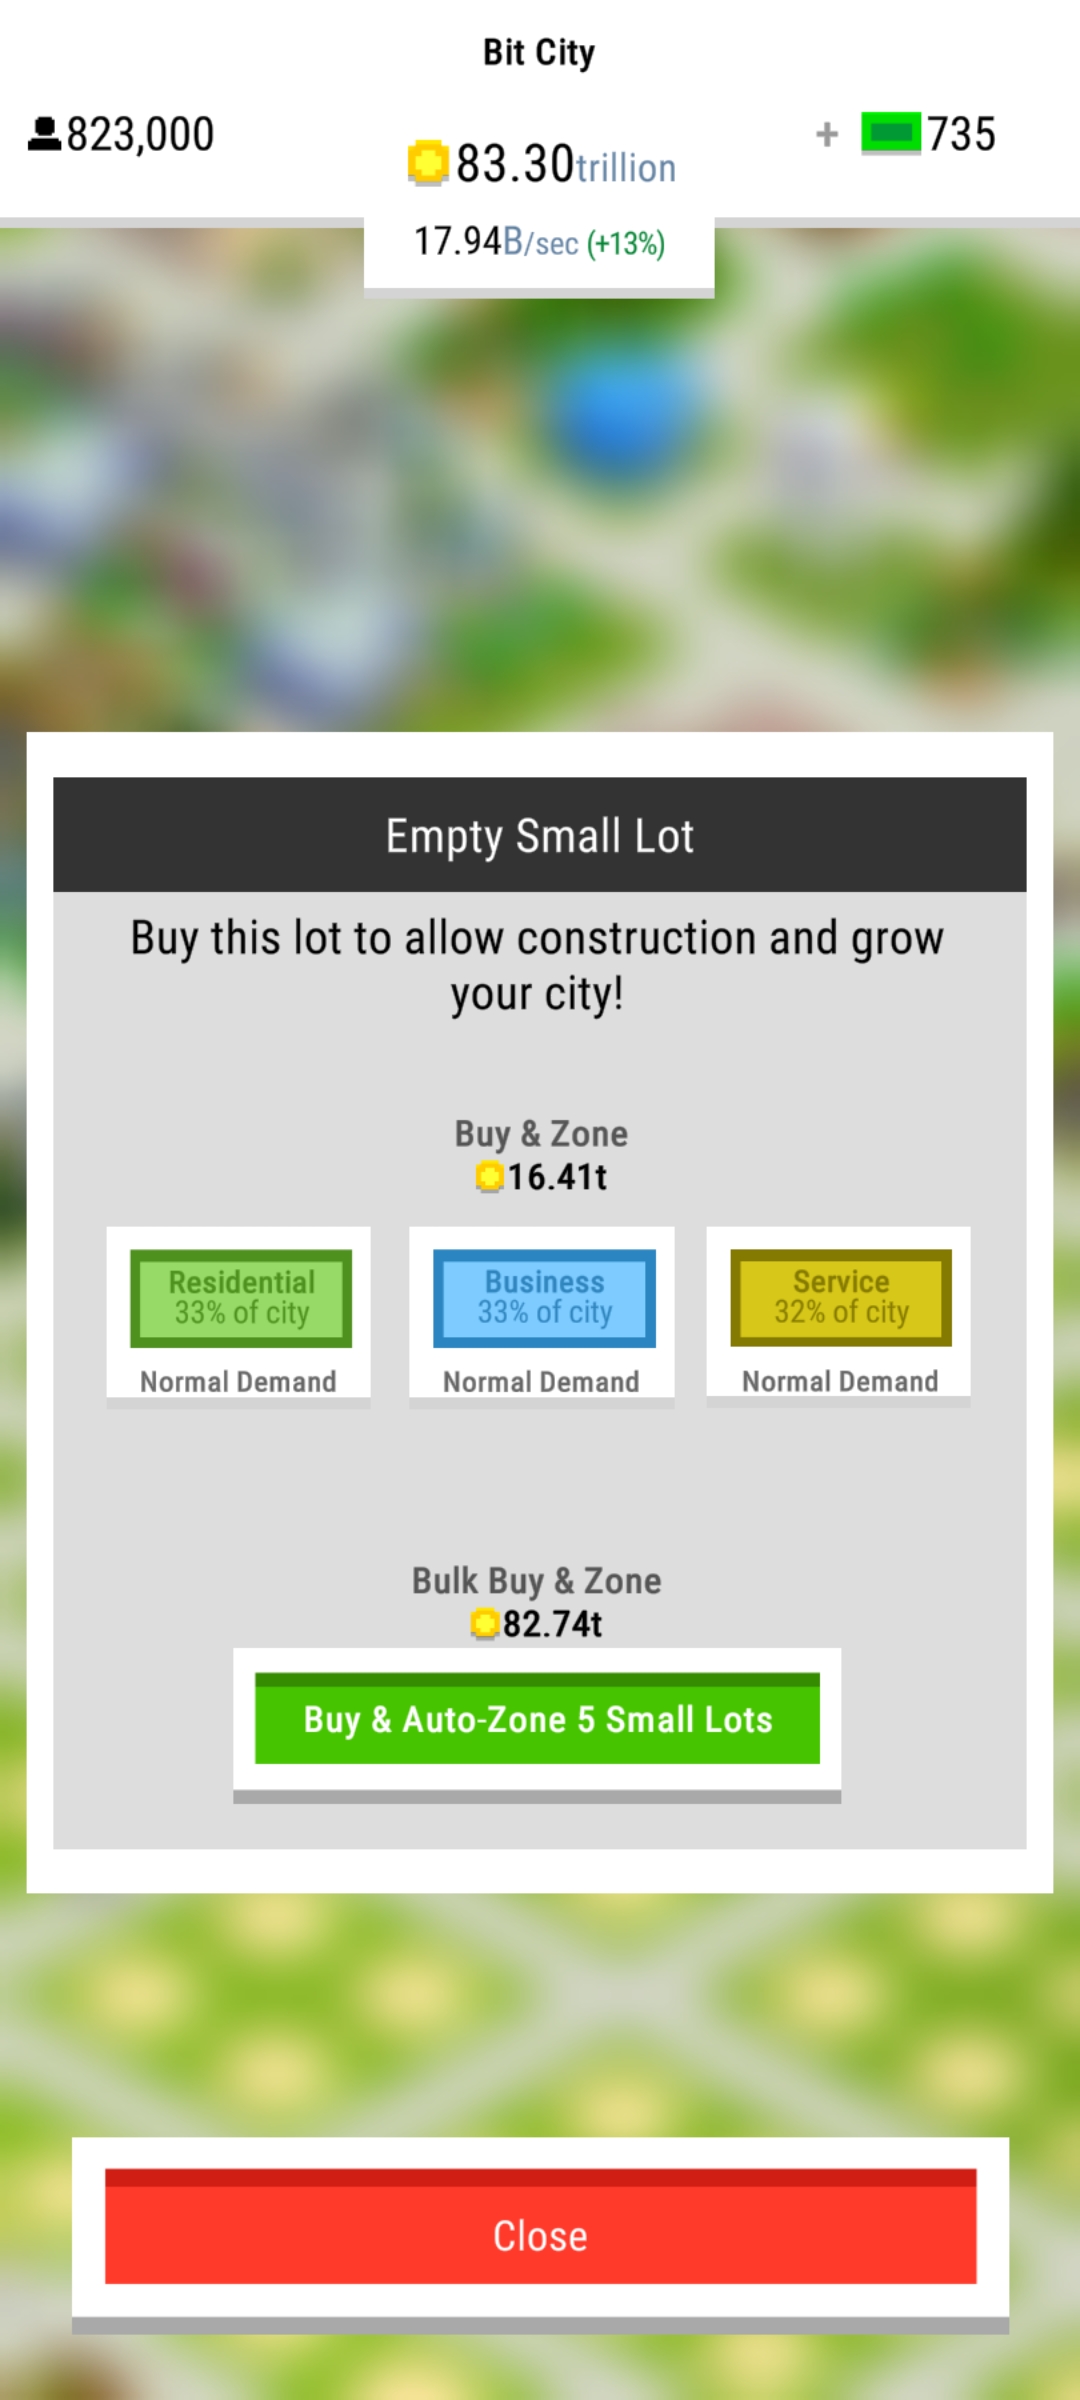 Bit City
823,000
83.30trillion
+ 735
17.94B/sec (+13%)
Empty Small Lot
Buy this lot to allow construction and grow
your city!
Buy & Zone
16.41t
Residential
33% of city
Normal Demand
Business
33% of city
Normal Demand
Service
32% of city
Normal Demand
Bulk Buy & Zone
82.74t
Buy & Auto-Zone 5 Small Lots
Close